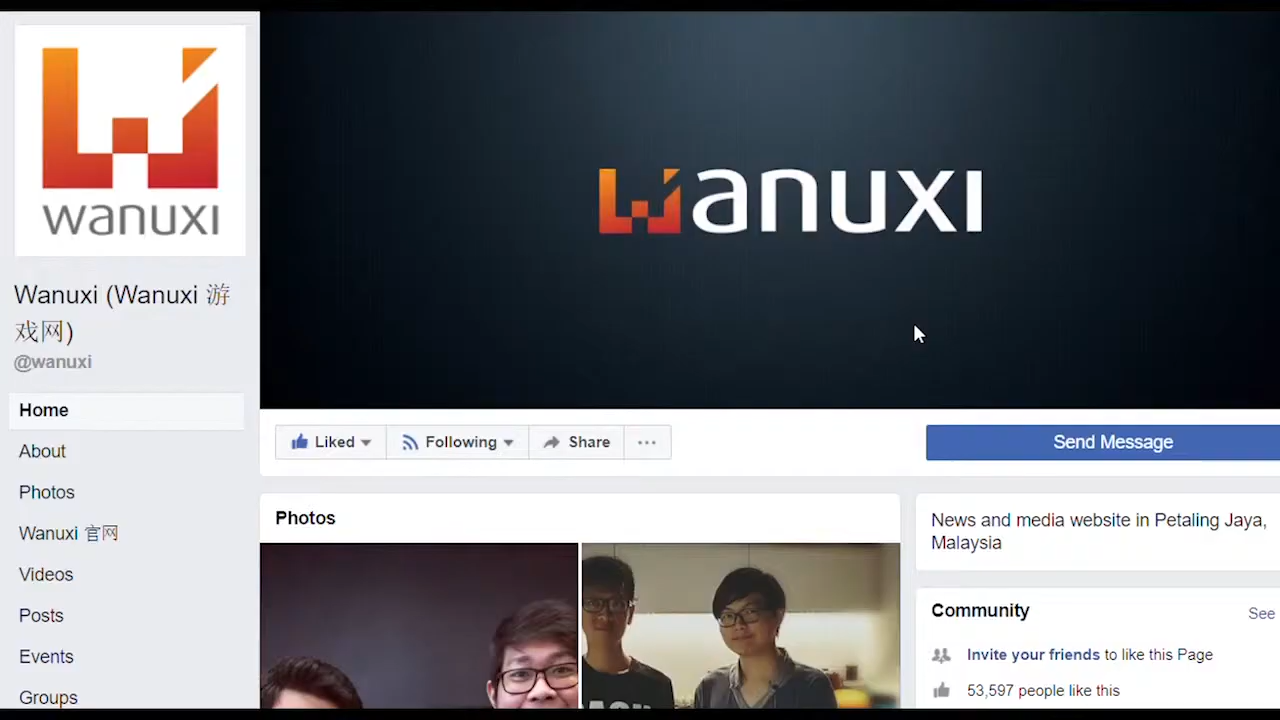 wanuxi
wanuxi
Wanuxi (Wanuxi 游
戏网)
@wanuxi
Home
About
Photos
Wanuxi 官网
Videos
Posts
Events
Groups
Liked
Following
Share
Send Message
Photos
News and media website in Petaling Jaya,
Malaysia
Community
See
Invite your friends to like this Page
53,597 people like this